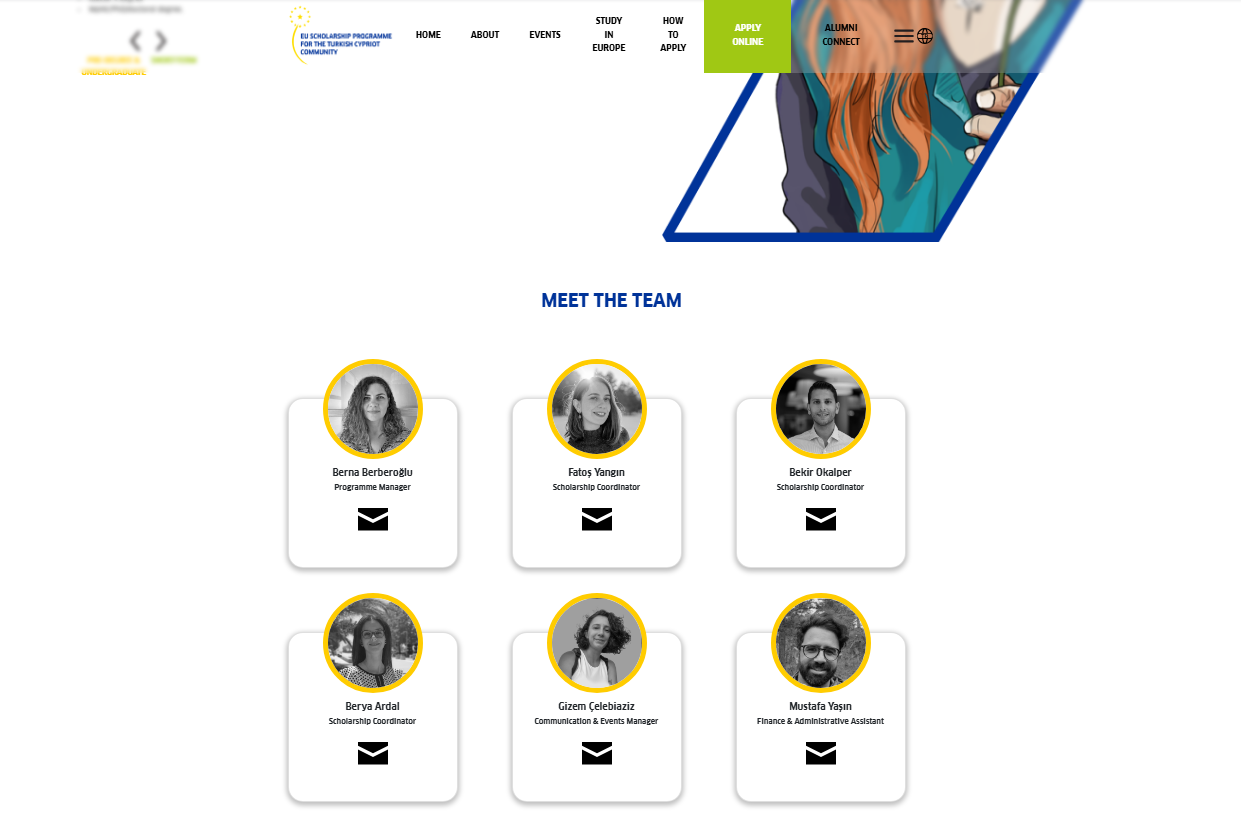 EU SCHOLARSHIP PROGRAMME
FOR THE TURKISH CYPRIOT
COMMUNITY
HOME
ABOUT
EVENTS
STUDY
IN
EUROPE
HOW
TO
APPLY
APPLY
ONLINE
ALUMNI
CONNECT
MEET THE TEAM
Berna Berberoğlu
Programme Manager
Fatoş Yangın
Scholarship Coordinator
Bekir Okalper
Scholarship Coordinator
Berya Ardal
Scholarship Coordinator
Gizem Çelebiaziz
Communication & Events Manager
Mustafa Yaşın
Finance & Administrative Assistant